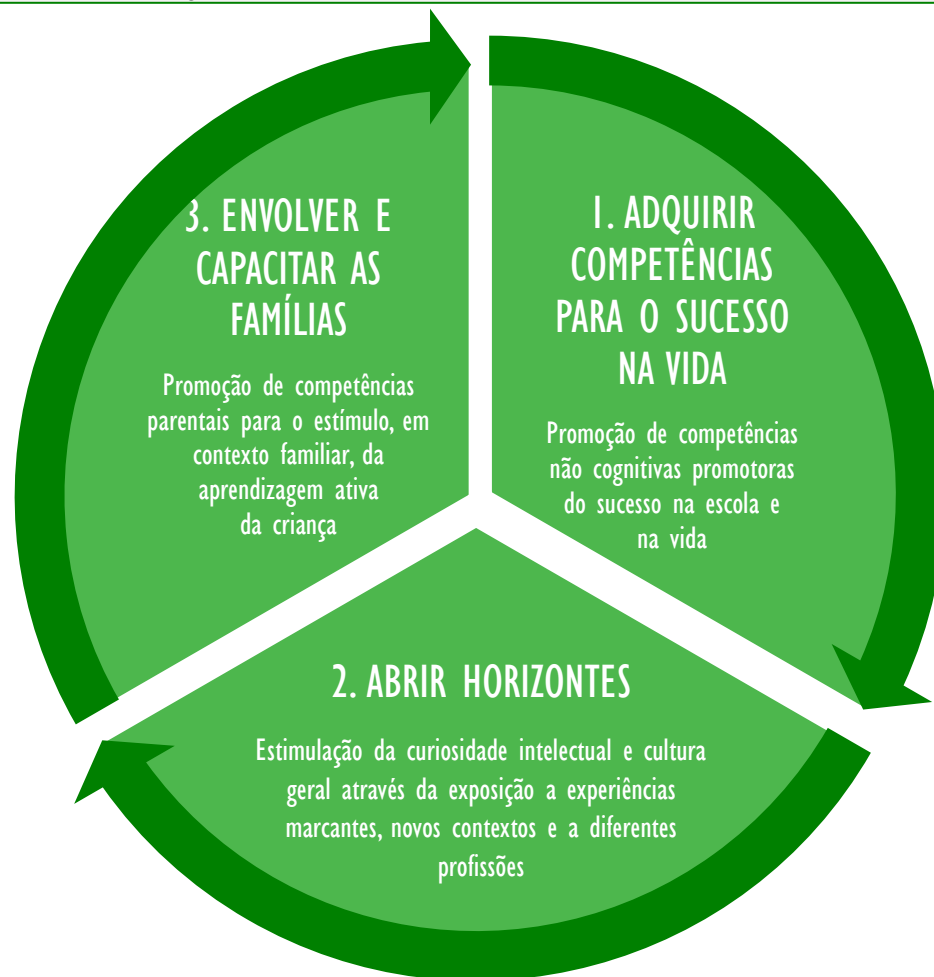 1. ADQUIRIR
COMPETÊNCIAS
PARA O SUCESSO
NA VIDA
Promoção de competências
não cognitivas promotoras
do sucesso na escola e
na vida
2. ABRIR HORIZONTES
Estimulação da curiosidade intelectual e cultura
geral através da exposição a experiências
marcantes, novos contextos e a diferentes
profissões
3. ENVOLVER E
CAPACITAR AS
FAMÍLIAS
Promoção de competências
parentais para o estímulo, em
contexto familiar, da
aprendizagem ativa
da criança